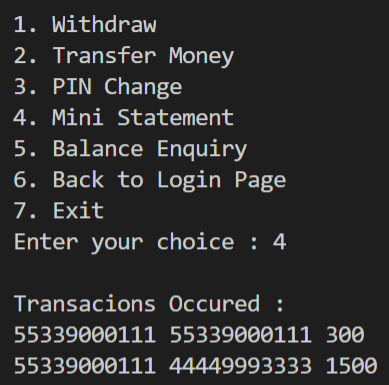 1. Withdraw
2. Transfer Money
3. PIN Change
4. Mini Statement
5. Balance Enquiry
6. Back to Login Page
7. Exit
Enter your choice : 4
Transacions Occured :
55339000111 55339000111 300
55339000111 44449993333 1500